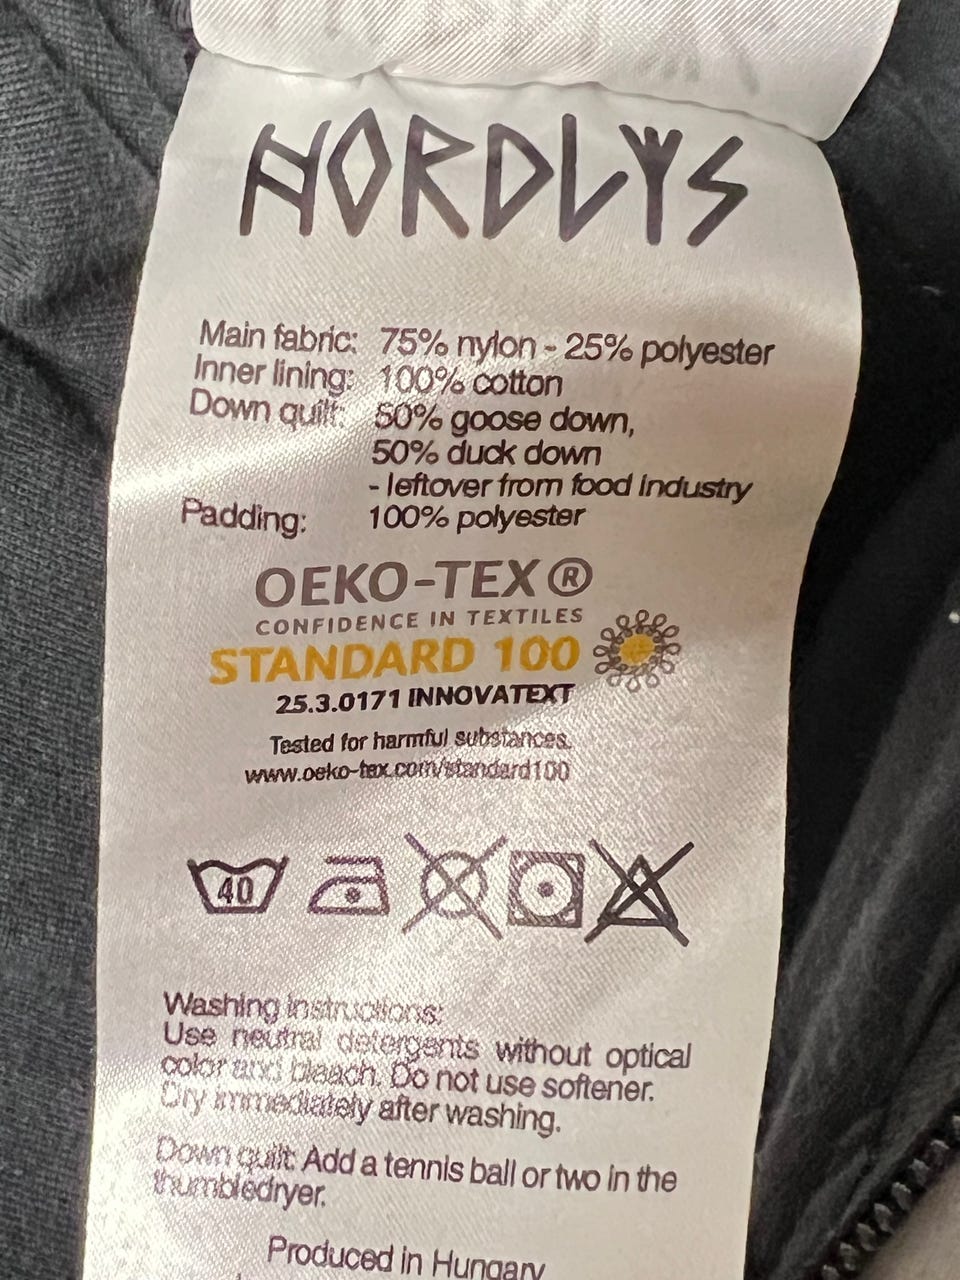 NORDLYS
Main fabric: 75% nylon - 25% polyester
Inner lining: 100% cotton
Down quilt: 50% goose down,
50% duck down
- leftover from food industry
Padding: 100% polyester
OEKO-TEX®
CONFIDENCE IN TEXTILES
STANDARD 100
25.3.0171 INNOVATEXT
Tested for harmful substances.
www.oeko-tex.com/standard100
40
Washing instructions:
Use neutral detergents without optical
color and bleach. Do not use softener.
Dry immediately after washing.
Down quilt: Add a tennis ball or two in the
thumbledryer.
Produced in Hungary